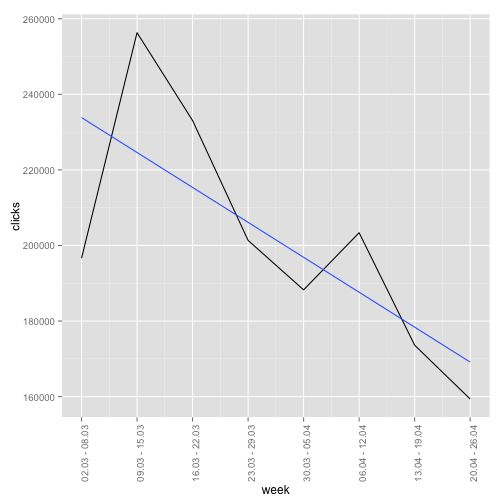 260000
240000
220000
200000
180000
160000
clicks
02.03 - 08.03
09.03 - 15.03
16.03 - 22.03
23.03 - 29.03
30.03 - 05.04
06.04 - 12.04
13.04 - 19.04
20.04 - 26.04
week